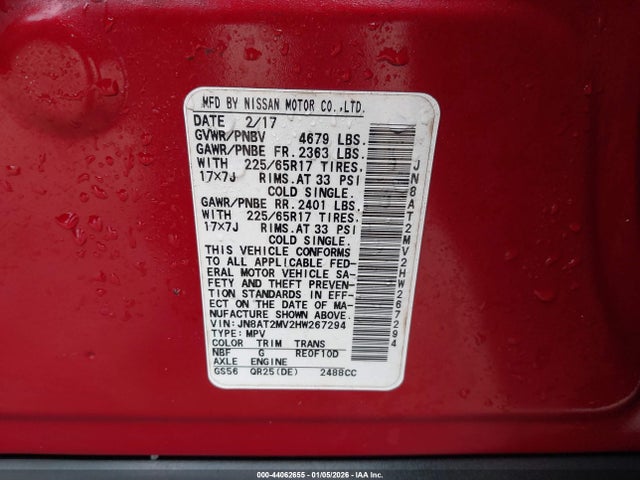 MFD BY NISSAN MOTOR CO.,LTD.
DATE 2/17
GVWR/PNBV 4679 LBS.
GAWR/PNBE FR. 2363 LBS.
WITH 225/65R17 TIRES.
17×7J RIMS.AT 33 PSI
COLD SINGLE.
GAWR/PNBE RR. 2401 LBS.
WITH 225/65R17 TIRES.
17×7J RIMS.AT 33 PSI
COLD SINGLE.
THIS VEHICLE CONFORMS
TO ALL APPLICABLE FED-
ERAL MOTOR VEHICLE SA-
FETY AND THEFT PREVEN-
TION STANDARDS IN EFF-
ECT ON THE DATE OF MA-
NUFACTURE SHOWN ABOVE.
VIN: JN8AT2MV2HW267294
TYPE: MPV
COLOR TRIM TRANS
NBF G RE0F10D
AXLE ENGINE
GS56 QR25(DE) 2488CC
JN8AT2MV2HW267294
000-44062655 - 01/05/2026 - IAA Inc.